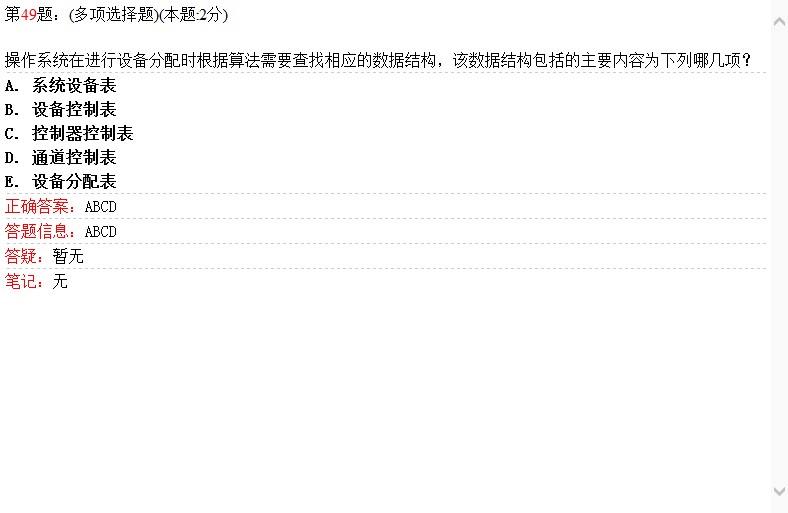 第49题：(多项选择题)(本题:2分)
操作系统在进行设备分配时根据算法需要查找相应的数据结构，该数据结构包括的主要内容为下列哪几项？
A. 系统设备表
B. 设备控制表
C. 控制器控制表
D. 通道控制表
E. 设备分配表
正确答案：ABCD
答题信息：ABCD
答疑：暂无
笔记：无